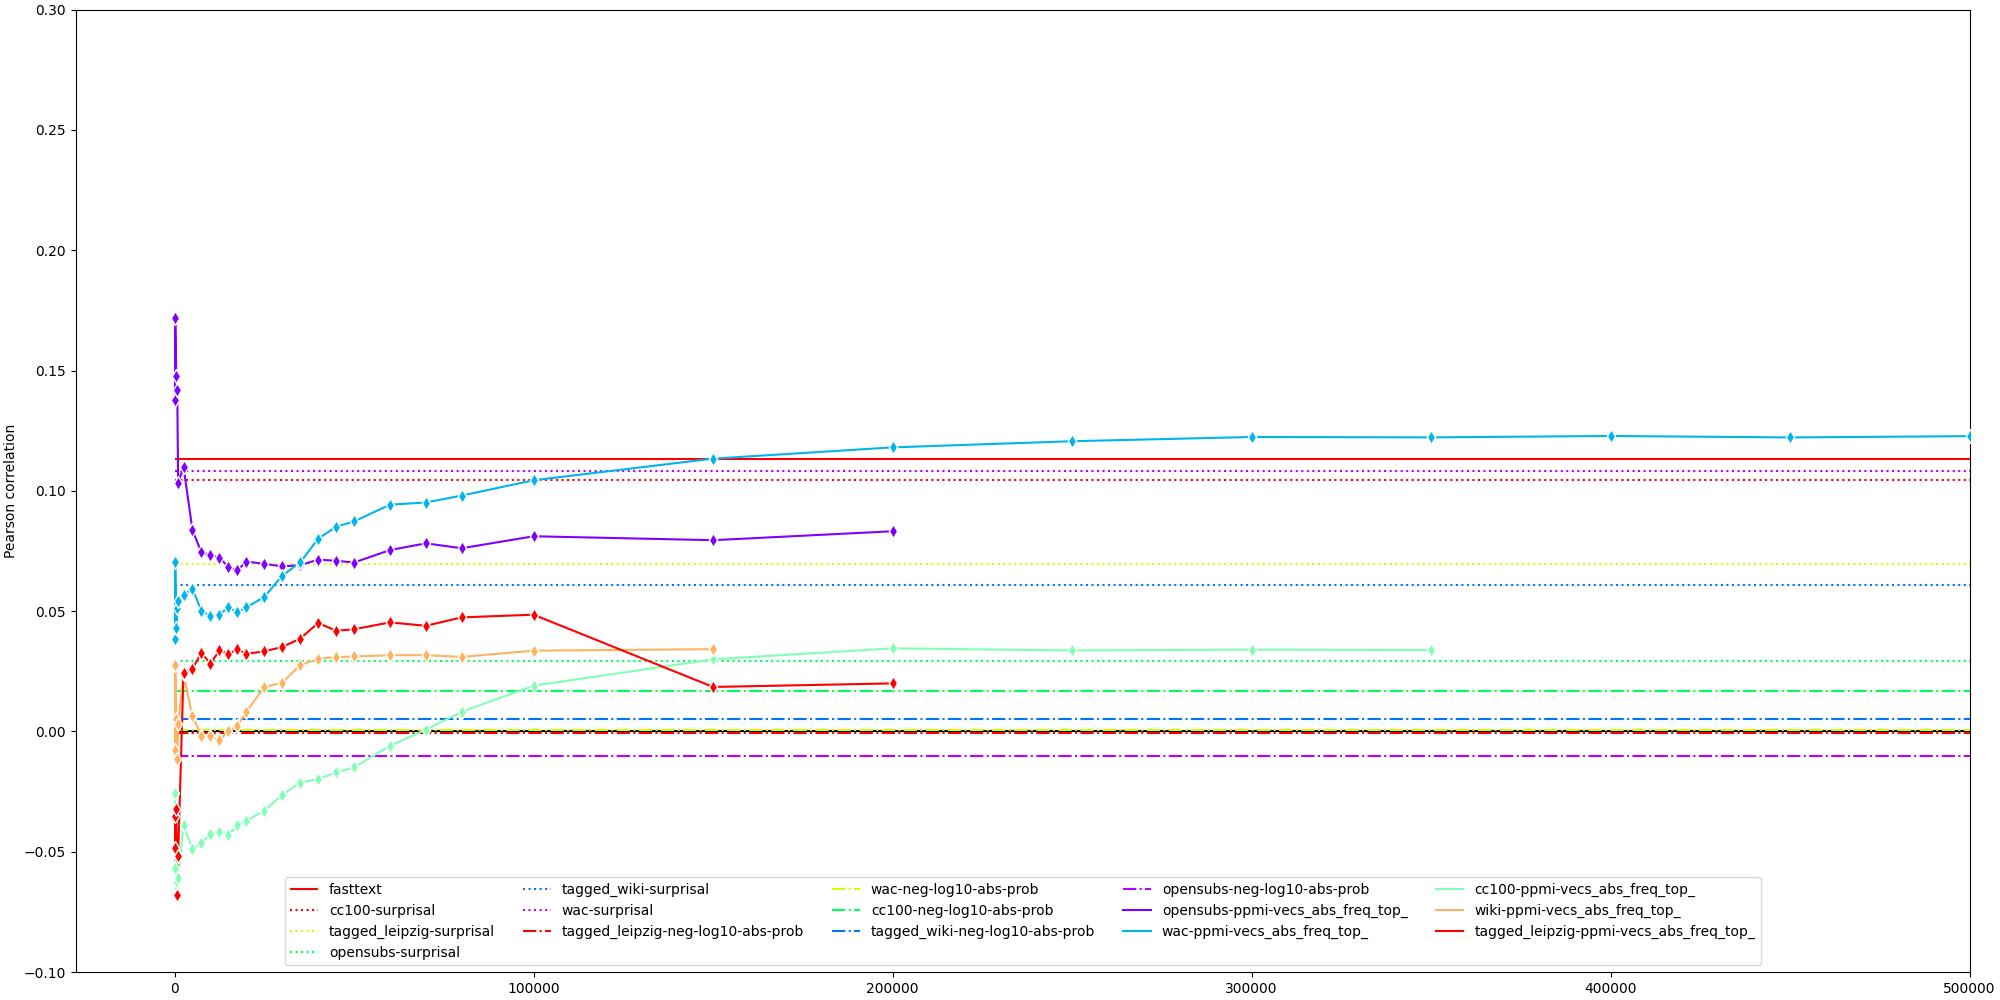 0.30
0.25
0.20
0.15
0.10
0.05
0.00
−0.05
−0.10
Pearson correlation
fasttext
cc100-surprisal
tagged_leipzig-surprisal
opensubs-surprisal
tagged_wiki-surprisal
wac-surprisal
tagged_leipzig-neg-log10-abs-prob
wac-neg-log10-abs-prob
cc100-neg-log10-abs-prob
tagged_wiki-neg-log10-abs-prob
opensubs-neg-log10-abs-prob
opensubs-ppmi-vecs_abs_freq_top_
wac-ppmi-vecs_abs_freq_top_
cc100-ppmi-vecs_abs_freq_top_
wiki-ppmi-vecs_abs_freq_top_
tagged_leipzig-ppmi-vecs_abs_freq_top_
0
100000
200000
300000
400000
500000